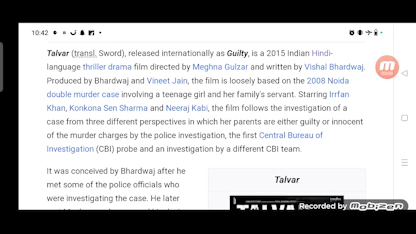 10:42
Talvar (transl. Sword), released internationally as Guilty, is a 2015 Indian Hindi-
language thriller drama film directed by Meghna Gulzar and written by Vishal Bhardwaj.
Produced by Bhardwaj and Vineet Jain, the film is loosely based on the 2008 Noida
double murder case involving a teenage girl and her family's servant. Starring Irrfan
Khan, Konkona Sen Sharma and Neeraj Kabi, the film follows the investigation of a
case from three different perspectives in which her parents are either guilty or innocent
of the murder charges by the police investigation, the first Central Bureau of
Investigation (CBI) probe and an investigation by a different CBI team.
It was conceived by Bhardwaj after he
met some of the police officials who
were investigating the case. He later
Talvar
TALVAR
Recorded by Mobizen